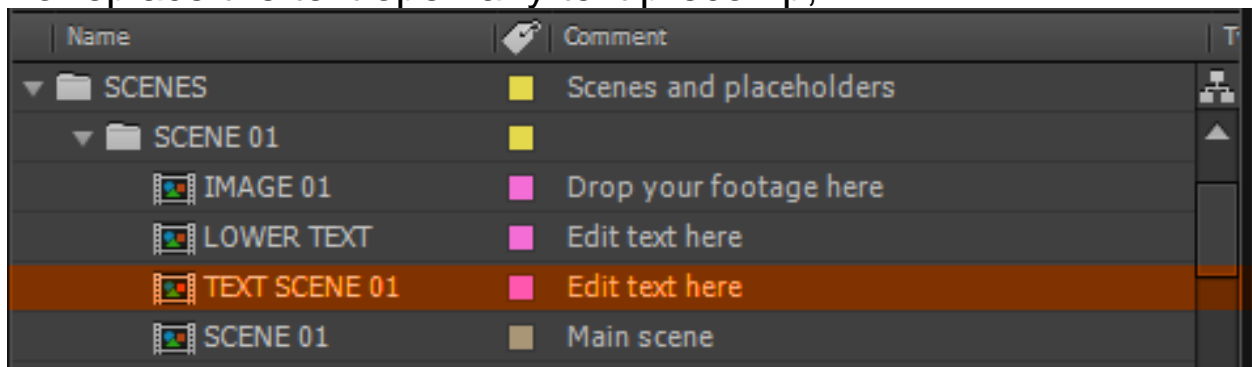 Name Comment T
SCENES Scenes and placeholders
SCENE 01
IMAGE 01 Drop your footage here
LOWER TEXT Edit text here
TEXT SCENE 01 Edit text here
SCENE 01 Main scene